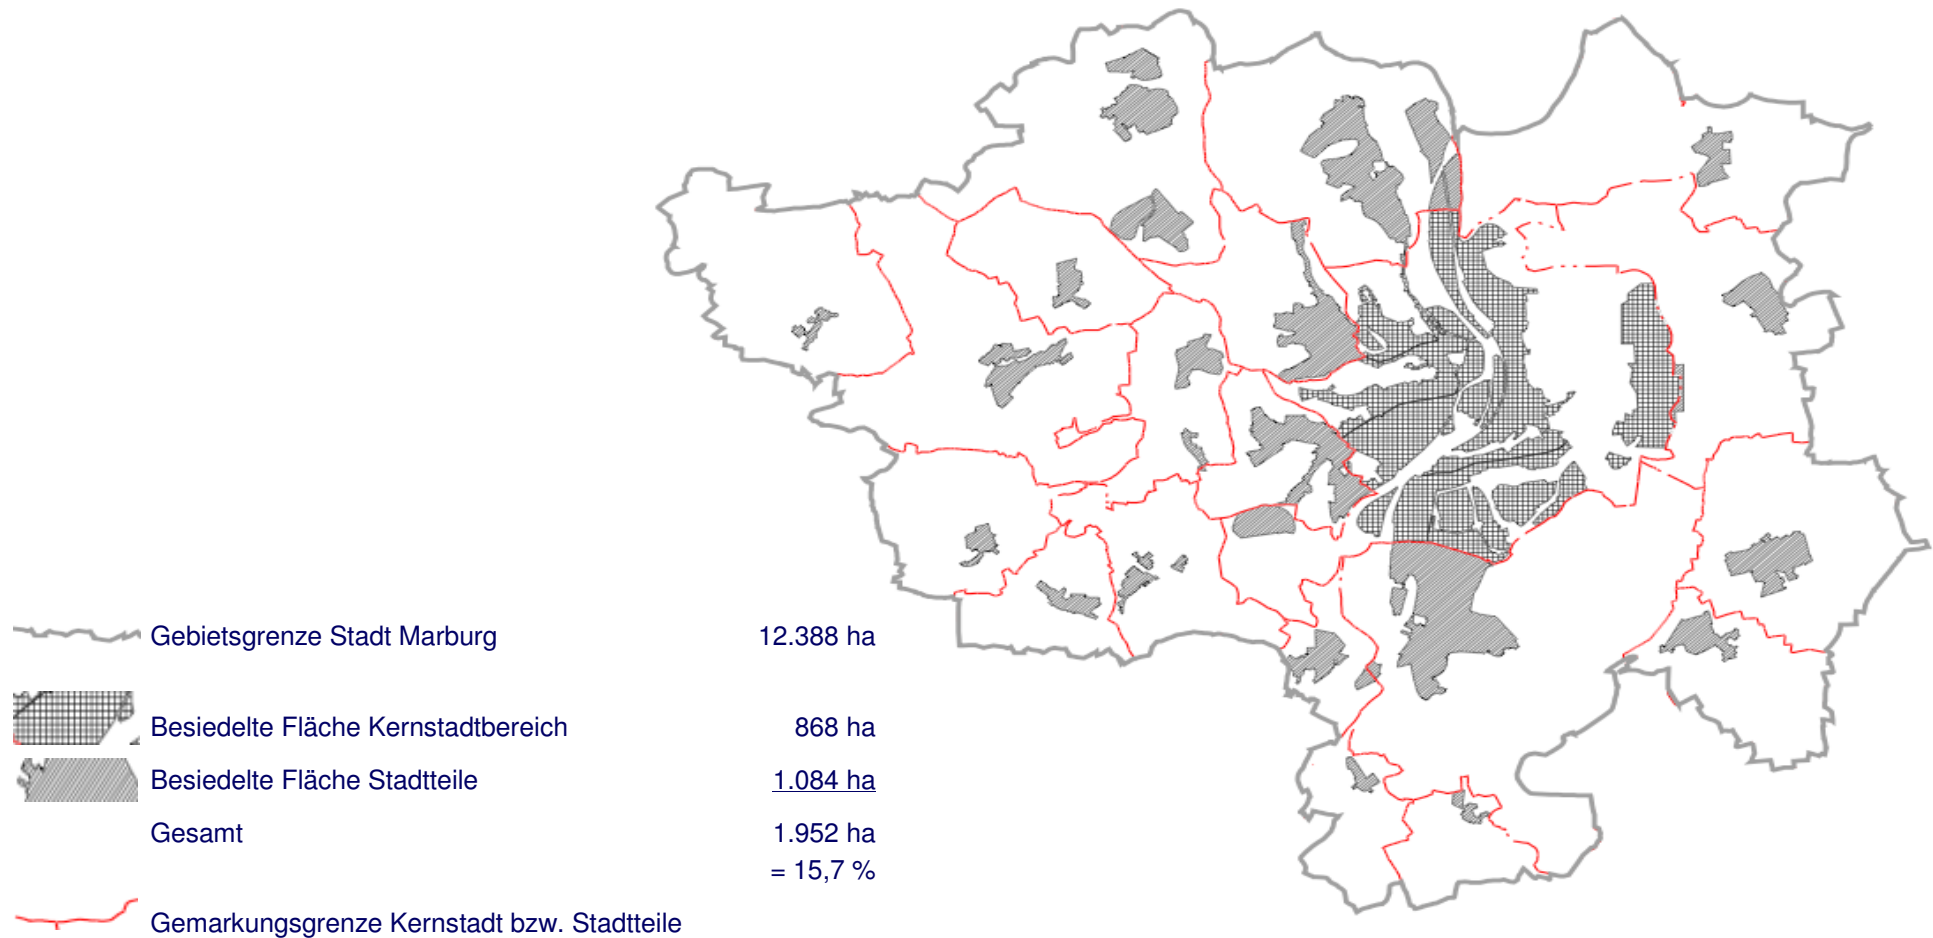 Gebietsgrenze Stadt Marburg 12.388 ha
Besiedelte Fläche Kernstadtbereich 868 ha
Besiedelte Fläche Stadtteile 1.084 ha
Gesamt 1.952 ha
= 15,7 %
Gemarkungsgrenze Kernstadt bzw. Stadtteile